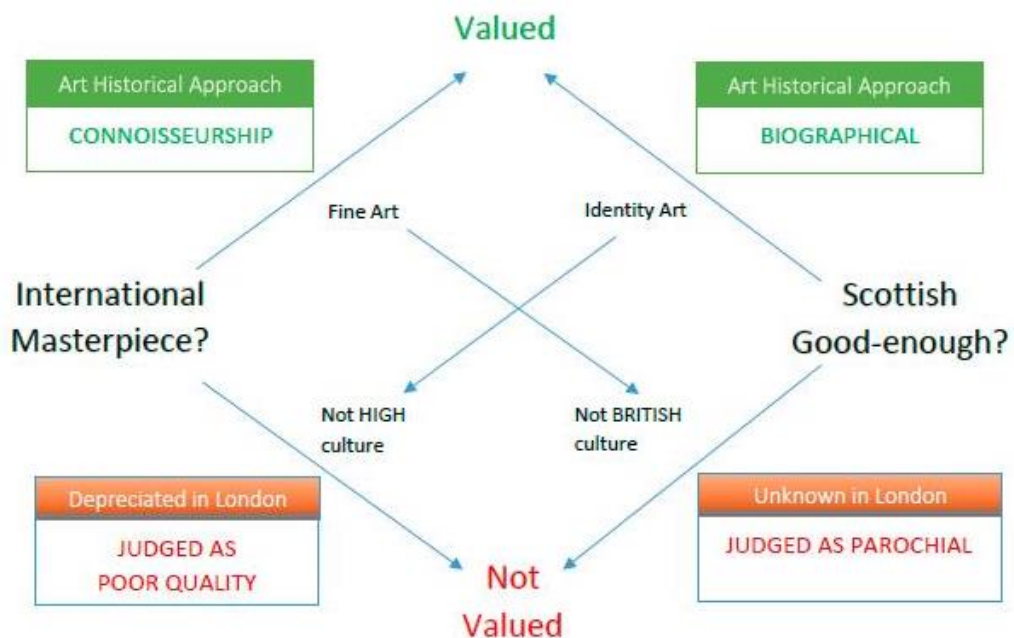 Valued
Art Historical Approach
CONNOISSEURSHIP
Art Historical Approach
BIOGRAPHICAL
Fine Art
Identity Art
International
Masterpiece?
Scottish
Good-enough?
Not HIGH
culture
Not BRITISH
culture
Depreciated in London
JUDGED AS
POOR QUALITY
Unknown in London
JUDGED AS PAROCHIAL
Not
Valued